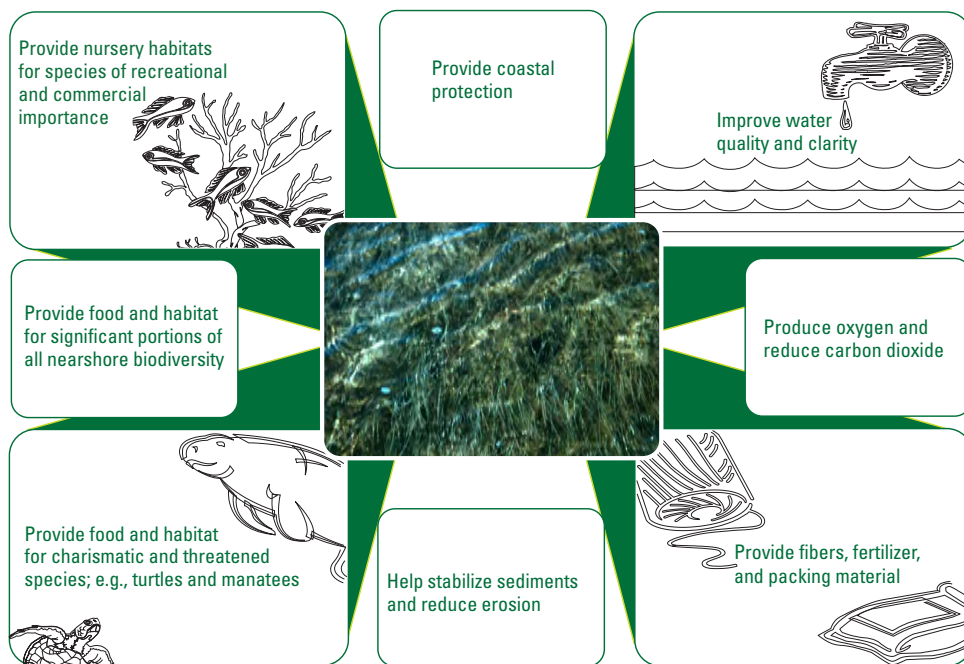 Provide nursery habitats
for species of recreational
and commercial
importance
Provide coastal
protection
Improve water
quality and clarity
Provide food and habitat
for significant portions of
all nearshore biodiversity
Produce oxygen and
reduce carbon dioxide
Provide food and habitat
for charismatic and threatened
species; e.g., turtles and manatees
Help stabilize sediments
and reduce erosion
Provide fibers, fertilizer,
and packing material